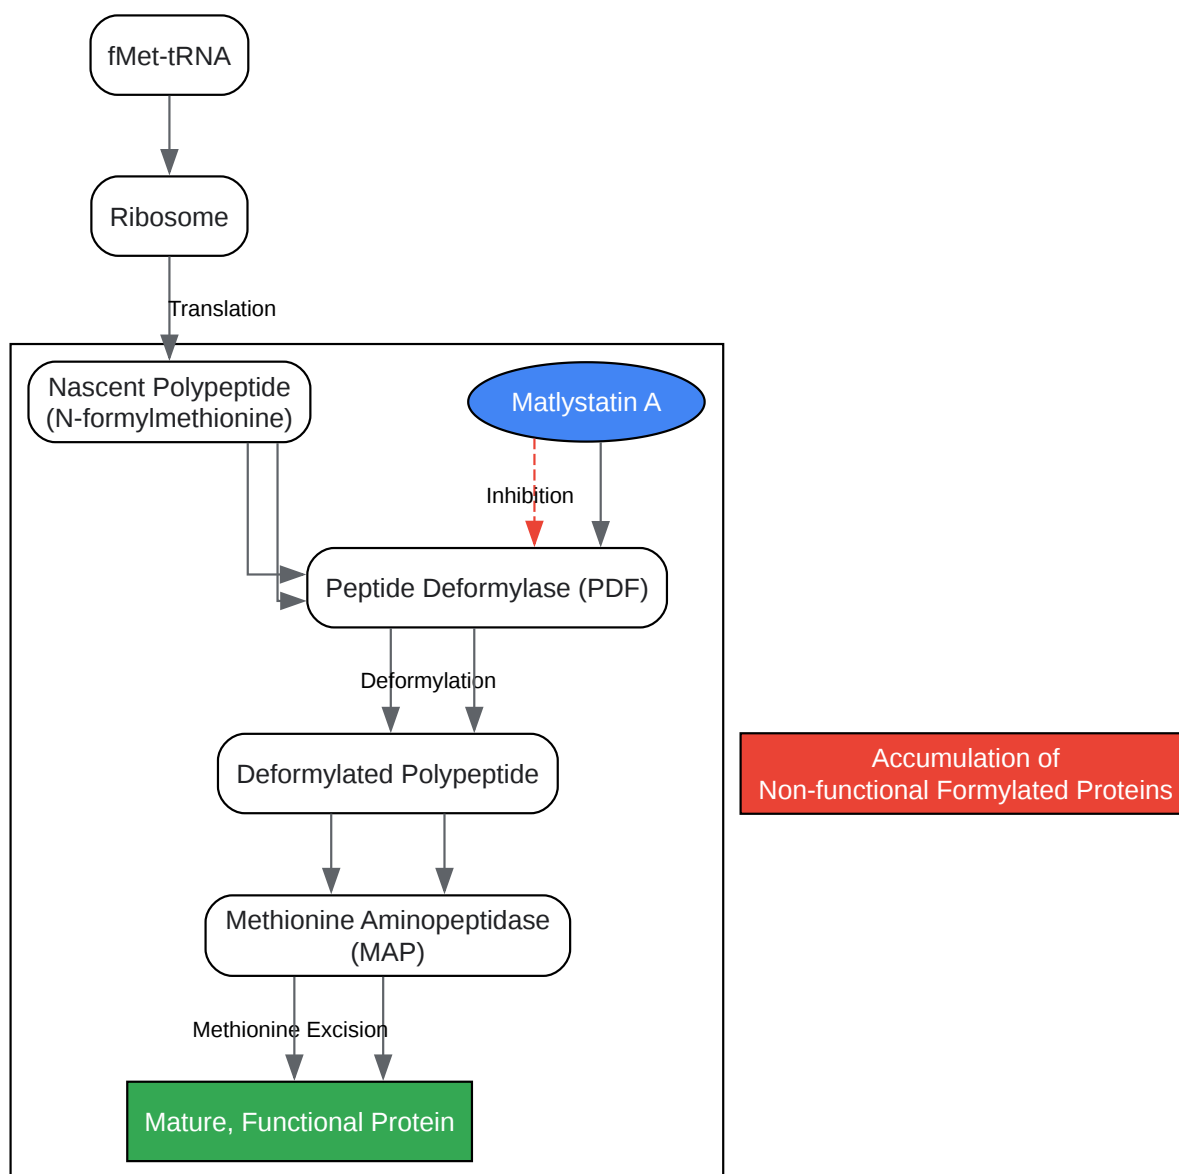 fMet-tRNA
Ribosome
Translation
Nascent Polypeptide
(N-formylmethionine)
Matlystatin A
Inhibition
Peptide Deformylase (PDF)
Deformylation
Deformylated Polypeptide
Accumulation of
Non-functional Formylated Proteins
Methionine Aminopeptidase
(MAP)
Methionine Excision
Mature, Functional Protein